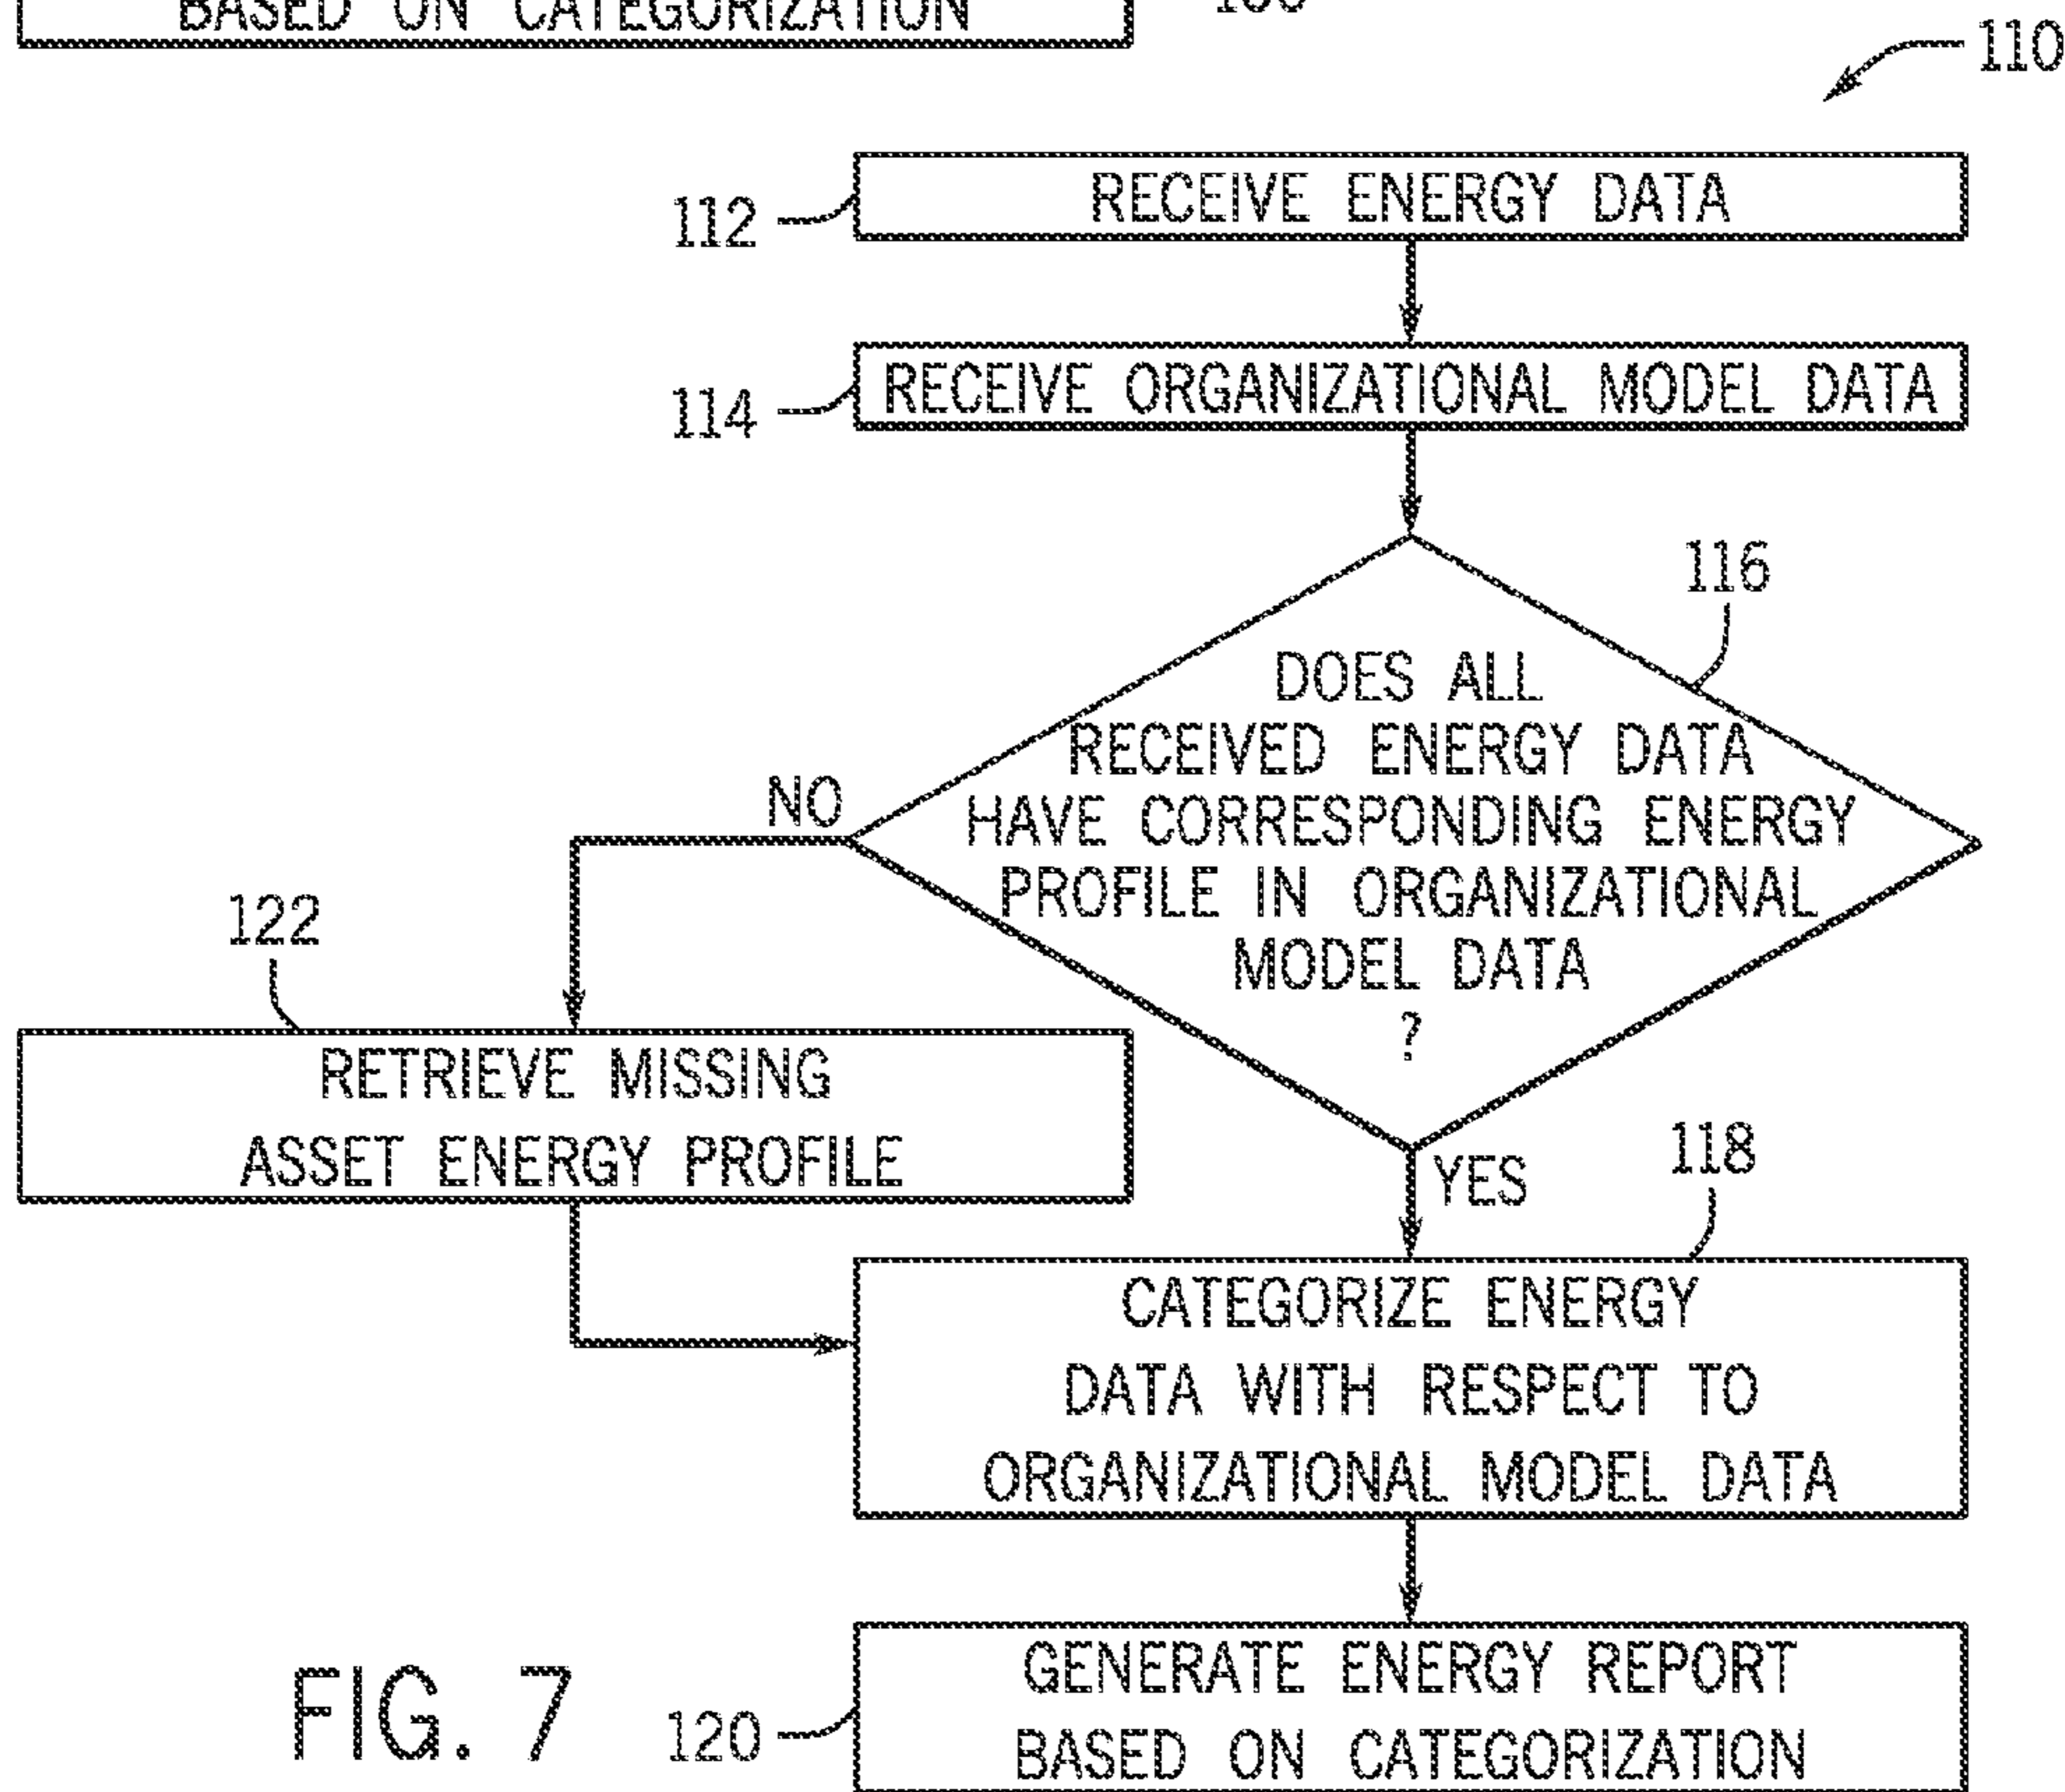 BASED ON CATEGORIZATION
110
112
RECEIVE ENERGY DATA
114
RECEIVE ORGANIZATIONAL MODEL DATA
116
DOES ALL
RECEIVED ENERGY DATA
HAVE CORRESPONDING ENERGY
PROFILE IN ORGANIZATIONAL
MODEL DATA
?
NO
122
RETRIEVE MISSING
ASSET ENERGY PROFILE
YES
118
CATEGORIZE ENERGY
DATA WITH RESPECT TO
ORGANIZATIONAL MODEL DATA
120
GENERATE ENERGY REPORT
BASED ON CATEGORIZATION
FIG. 7